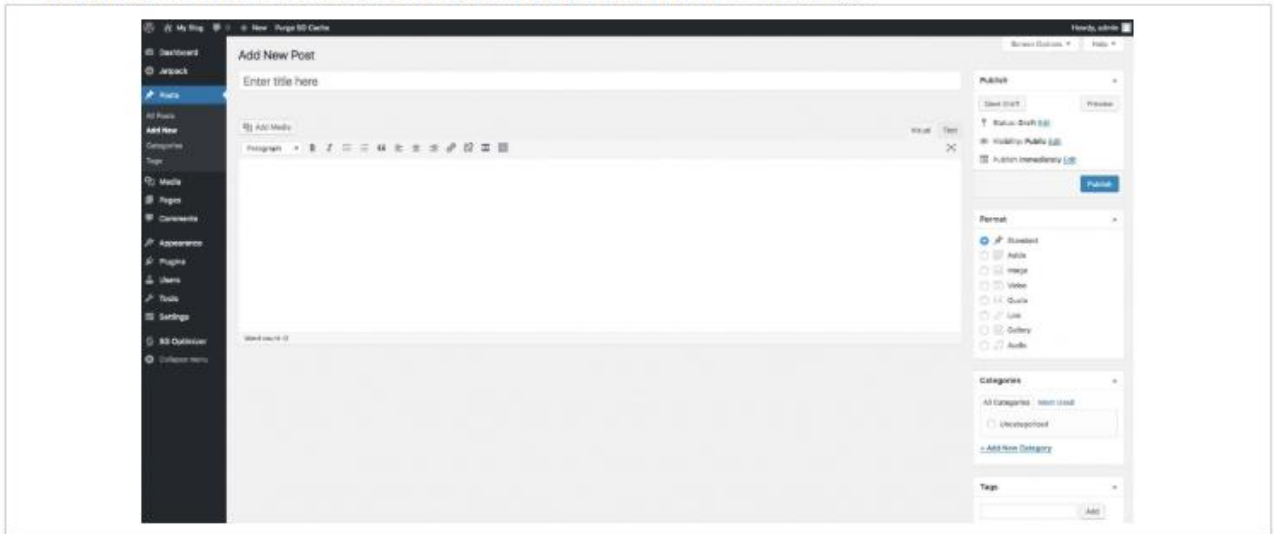 My Blog
New Purge SG Cache
Howdy, admin
Dashboard
Jetpack
Posts
All Posts
Add New
Categories
Tags
Media
Pages
Comments
Appearance
Plugins
Users
Tools
Settings
SG Optimizer
Collapse menu
Screen Options
Help
Add New Post
Enter title here
Add Media
Visual
Text
Paragraph
Word count: 0
Publish
Save Draft
Preview
Status: Draft Edit
Visibility: Public Edit
Publish immediately Edit
Publish
Format
Standard
Aside
Image
Video
Quote
Link
Gallery
Audio
Categories
All Categories
Most Used
Uncategorized
+ Add New Category
Tags
Add